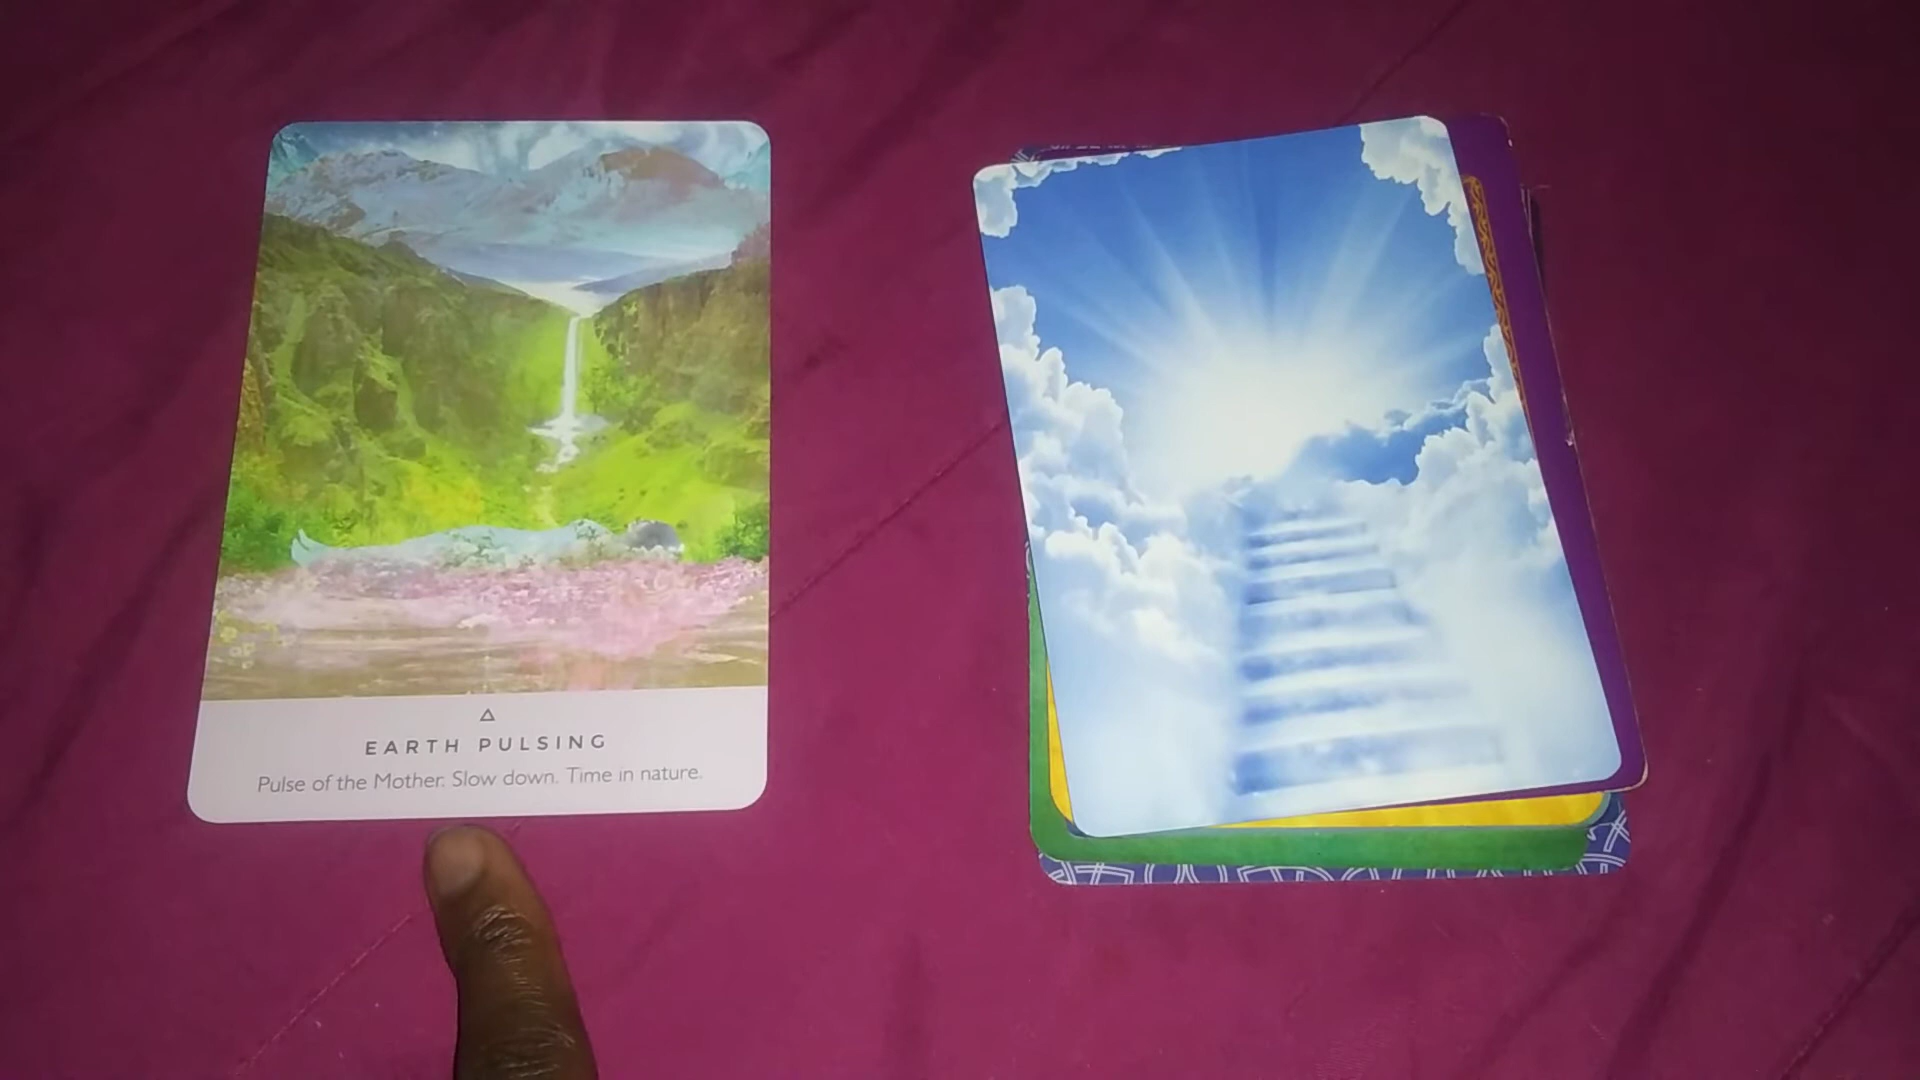 EARTH PULSING
Pulse of the Mother. Slow down. Time in nature.